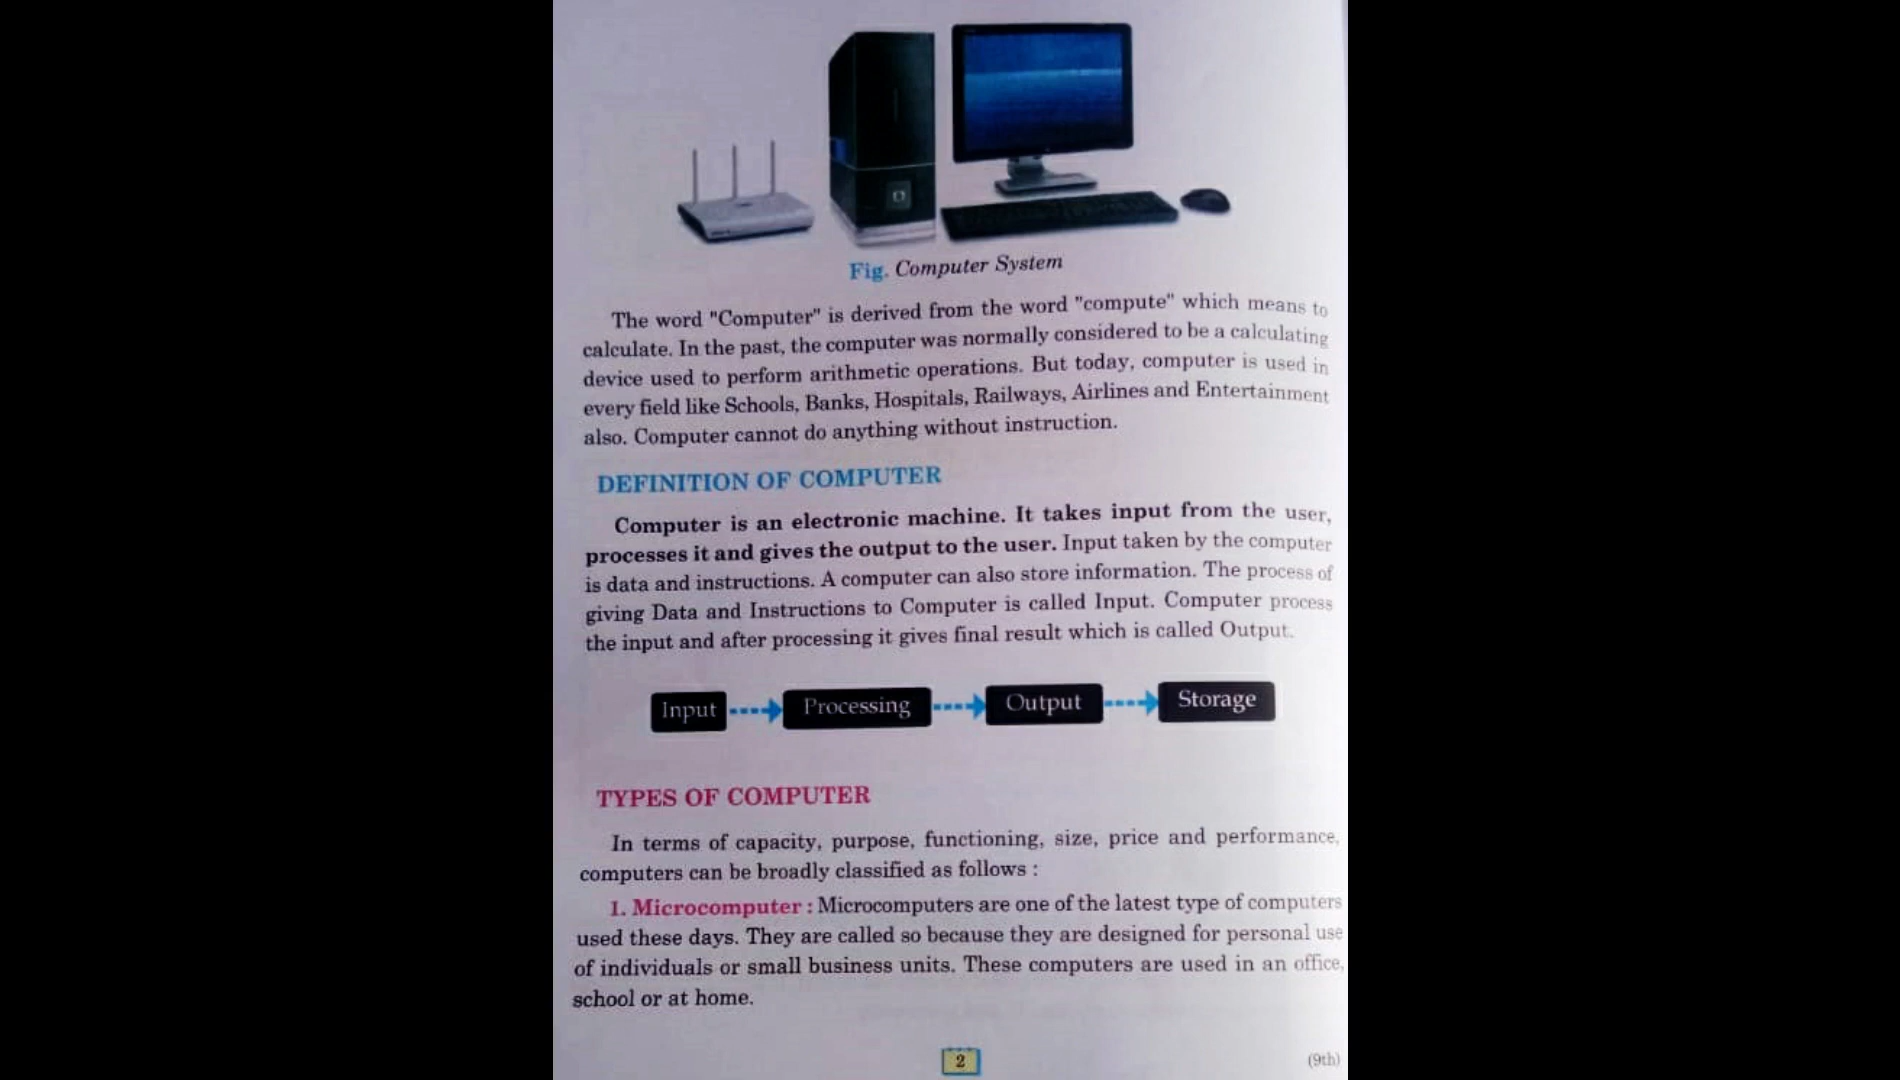 Fig. Computer System
The word "Computer" is derived from the word "compute" which means to
calculate. In the past, the computer was normally considered to be a calculating
device used to perform arithmetic operations. But today, computer is used in
every field like Schools, Banks, Hospitals, Railways, Airlines and Entertainment
also. Computer cannot do anything without instruction.
DEFINITION OF COMPUTER
Computer is an electronic machine. It takes input from the user,
processes it and gives the output to the user. Input taken by the computer
is data and instructions. A computer can also store information. The process of
giving Data and Instructions to Computer is called Input. Computer process
the input and after processing it gives final result which is called Output.
Input Processing Output Storage
TYPES OF COMPUTER
In terms of capacity, purpose, functioning, size, price and performance,
computers can be broadly classified as follows :
1. Microcomputer : Microcomputers are one of the latest type of computers
used these days. They are called so because they are designed for personal use
of individuals or small business units. These computers are used in an office,
school or at home.
2
(9th)